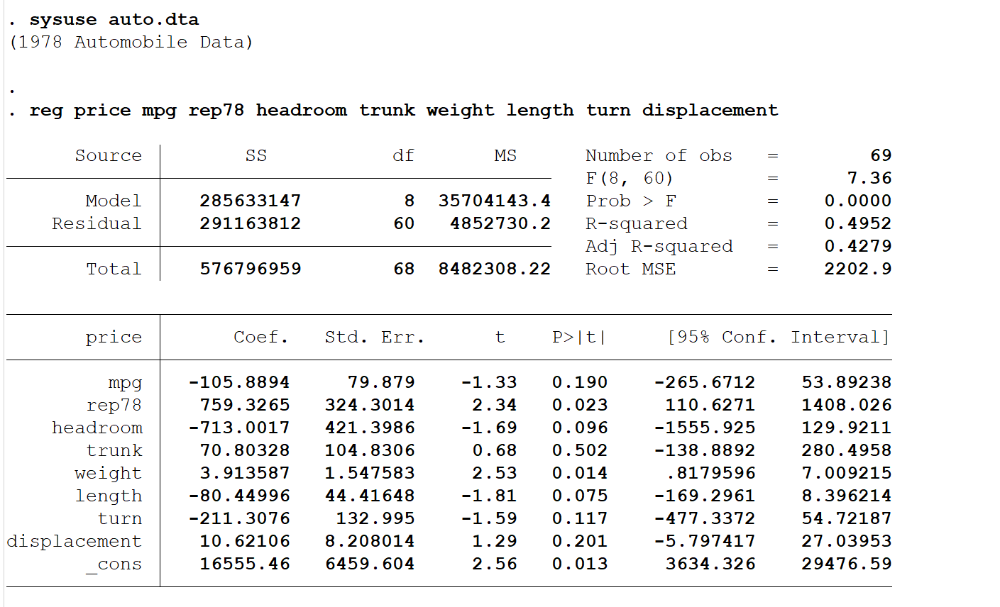 . sysuse auto.dta
(1978 Automobile Data)
.
. reg price mpg rep78 headroom trunk weight length turn displacement
Source SS df MS Number of obs = 69
F(8, 60) = 7.36
Model 285633147 8 35704143.4 Prob > F = 0.0000
Residual 291163812 60 4852730.2 R-squared = 0.4952
Adj R-squared = 0.4279
Total 576796959 68 8482308.22 Root MSE = 2202.9
price Coef. Std. Err. t P>|t| [95% Conf. Interval]
mpg -105.8894 79.879 -1.33 0.190 -265.6712 53.89238
rep78 759.3265 324.3014 2.34 0.023 110.6271 1408.026
headroom -713.0017 421.3986 -1.69 0.096 -1555.925 129.9211
trunk 70.80328 104.8306 0.68 0.502 -138.8892 280.4958
weight 3.913587 1.547583 2.53 0.014 .8179596 7.009215
length -80.44996 44.41648 -1.81 0.075 -169.2961 8.396214
turn -211.3076 132.995 -1.59 0.117 -477.3372 54.72187
displacement 10.62106 8.208014 1.29 0.201 -5.797417 27.03953
_cons 16555.46 6459.604 2.56 0.013 3634.326 29476.59